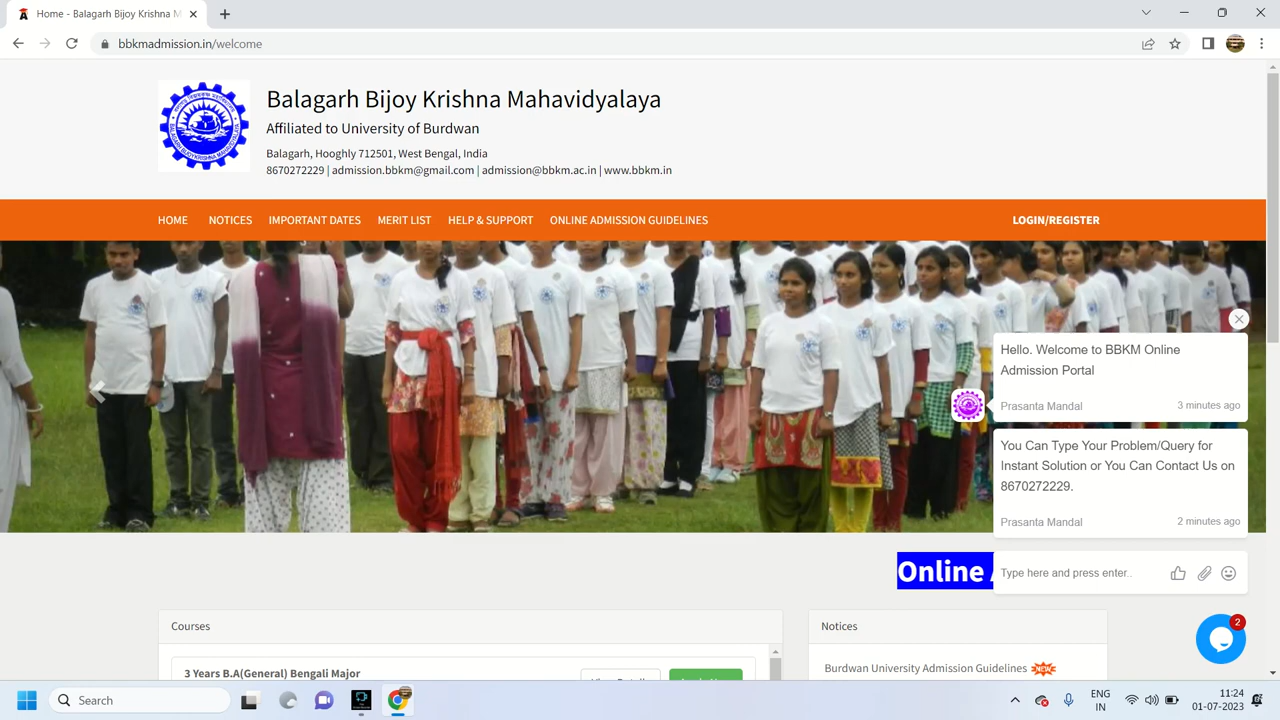 Home - Balagarh Bijoy Krishna M
bbkmadmission.in/welcome
Balagarh Bijoy Krishna Mahavidyalaya
Affiliated to University of Burdwan
Balagarh, Hooghly 712501, West Bengal, India
8670272229 | admission.bbkm@gmail.com | admission@bbkm.ac.in | www.bbkm.in
HOME NOTICES IMPORTANT DATES MERIT LIST HELP & SUPPORT ONLINE ADMISSION GUIDELINES LOGIN/REGISTER
Hello. Welcome to BBKM Online
Admission Portal
Prasanta Mandal 3 minutes ago
You Can Type Your Problem/Query for
Instant Solution or You Can Contact Us on
8670272229.
Prasanta Mandal 2 minutes ago
Online
Type here and press enter..
2
Courses
Notices
3 Years B.A(General) Bengali Major
Burdwan University Admission Guidelines NEW
Search
ENG
IN
11:24
01-07-2023